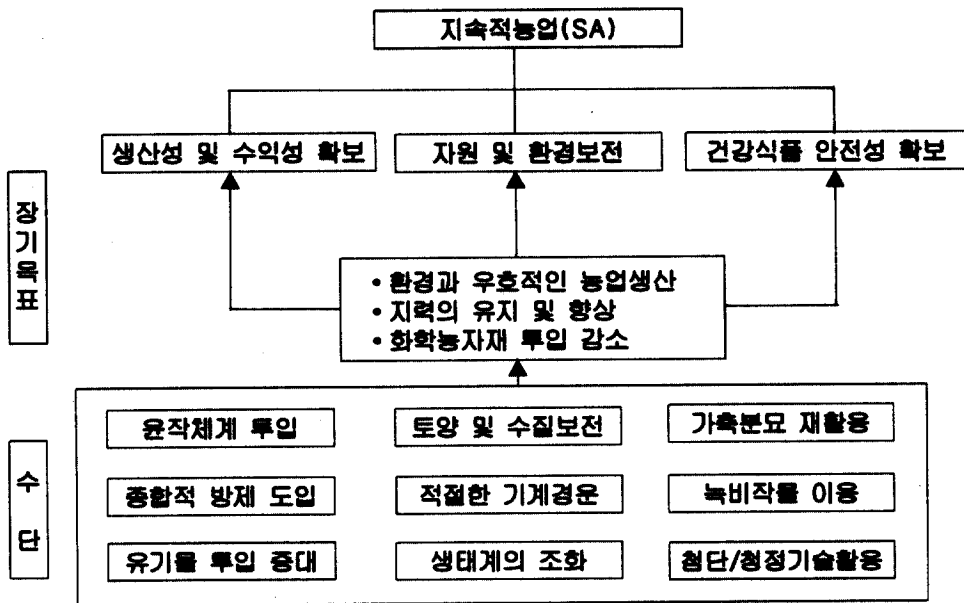 지속적농업(SA)
생산성 및 수익성 확보
자원 및 환경보전
건강식품 안전성 확보
장기목표
• 환경과 우호적인 농업생산
• 지력의 유지 및 향상
• 화학농자재 투입 감소
수단
윤작체계 투입
토양 및 수질보전
가축분묘 재활용
종합적 방제 도입
적절한 기계경운
녹비작물 이용
유기물 투입 증대
생태계의 조화
첨단/청정기술활용